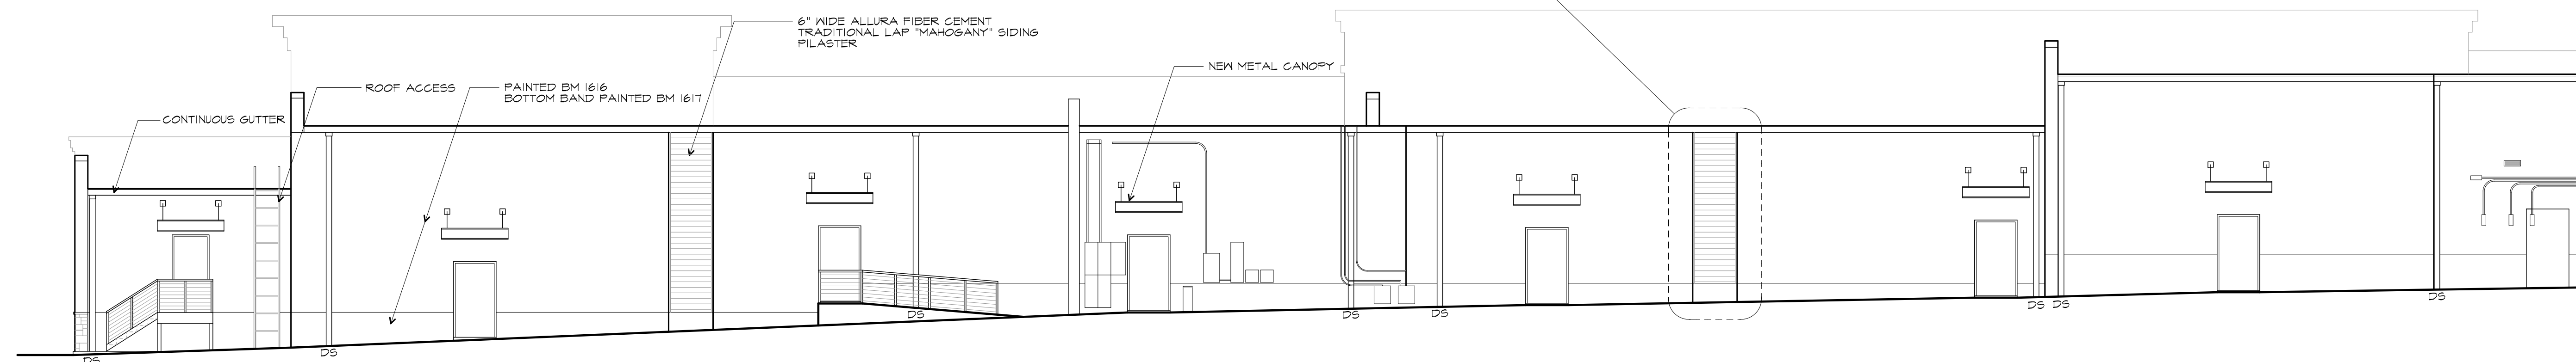 6" WIDE ALLURA FIBER CEMENT
TRADITIONAL LAP "MAHOGANY" SIDING
PILASTER
NEW METAL CANOPY
ROOF ACCESS
PAINTED BM 1616
BOTTOM BAND PAINTED BM 1617
CONTINUOUS GUTTER
DS
DS
DS
DS
DS
DS
DS
DS